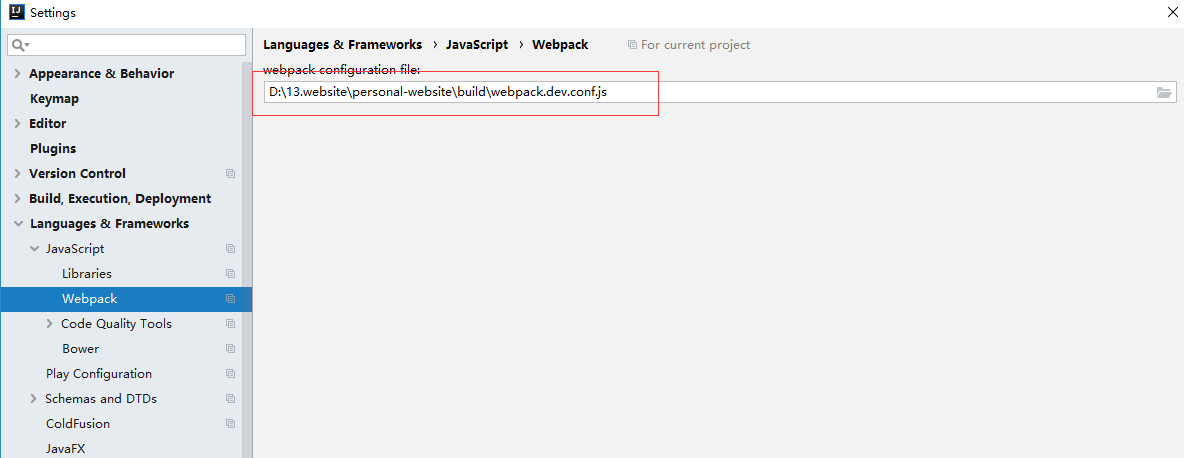 IJ Settings
Languages & Frameworks › JavaScript › Webpack For current project
webpack configuration file:
D:\13.website\personal-website\build\webpack.dev.conf.js
Appearance & Behavior
Keymap
Editor
Plugins
Version Control
Build, Execution, Deployment
Languages & Frameworks
JavaScript
Libraries
Webpack
Code Quality Tools
Bower
Play Configuration
Schemas and DTDs
ColdFusion
JavaFX